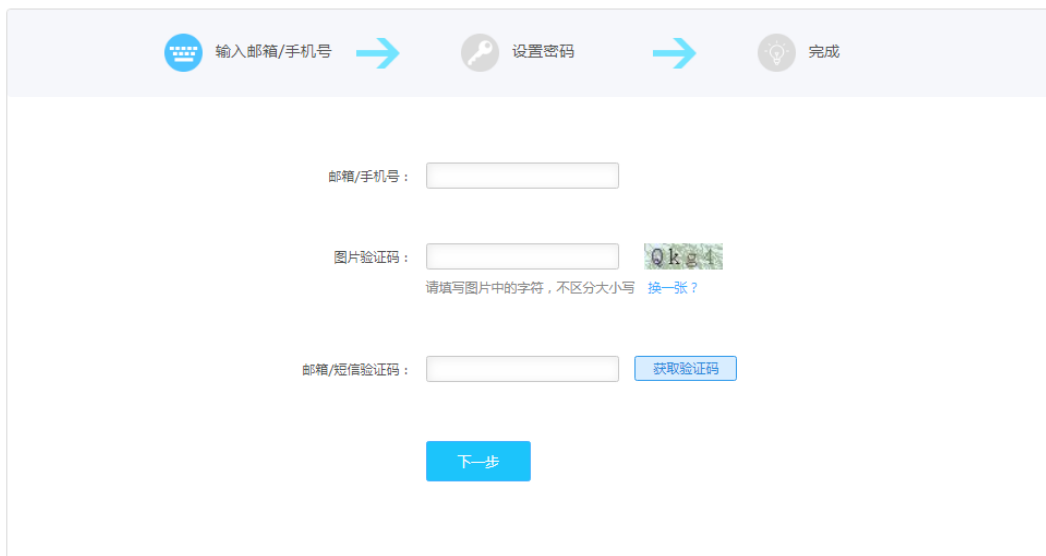 输入邮箱/手机号 设置密码 完成
邮箱/手机号：
图片验证码： Qkg4
请填写图片中的字符，不区分大小写 换一张？
邮箱/短信验证码： 获取验证码
下一步